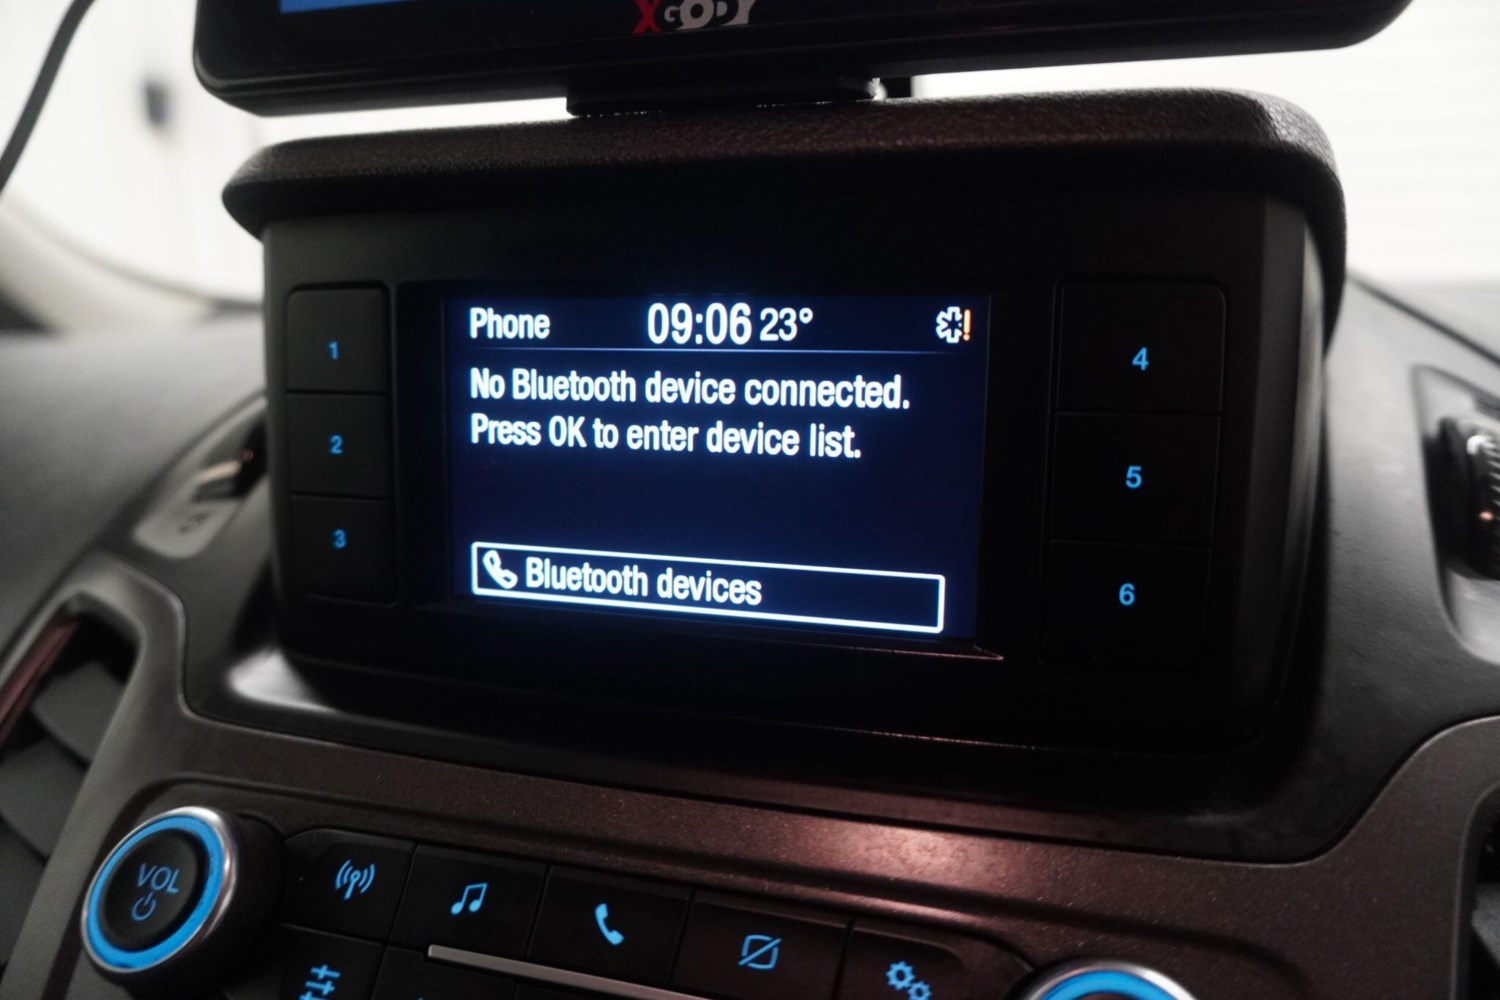 XGODY
Phone 09:06 23°
No Bluetooth device connected.
Press OK to enter device list.
Bluetooth devices
1
2
3
4
5
6
VOL